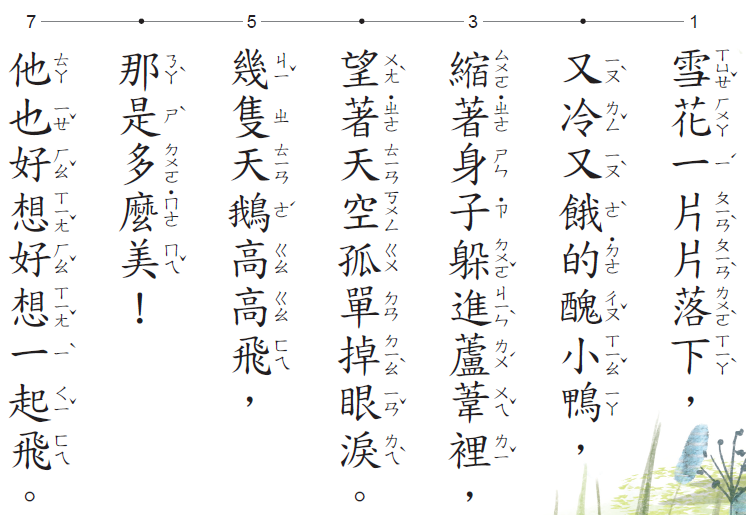 1 3 5 7
雪花一片片落下，
又冷又餓的醜小鴨，
縮著身子躲進蘆葦裡，
望著天空孤單掉眼淚。
幾隻天鵝高高飛，
那是多麼美！
他也好想好想一起飛。